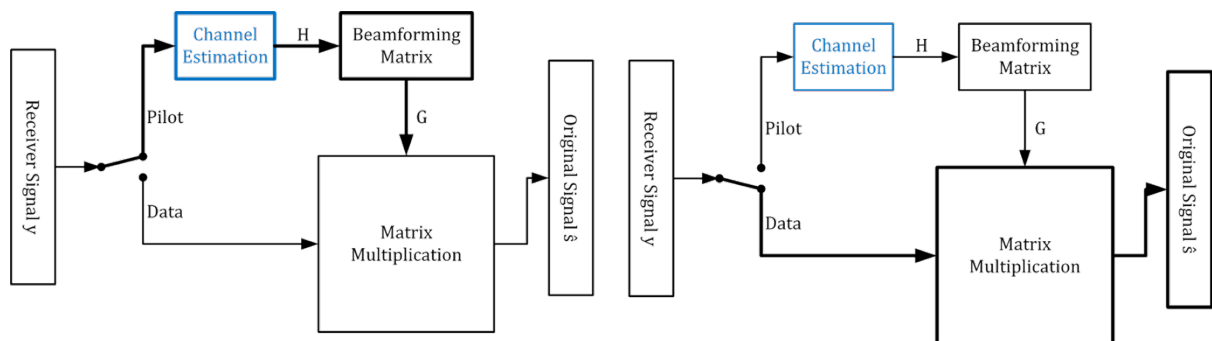 Receiver Signal y
Pilot
Data
Channel
Estimation
H
Beamforming
Matrix
G
Matrix
Multiplication
Original Signal ŝ
Receiver Signal y
Pilot
Data
Channel
Estimation
H
Beamforming
Matrix
G
Matrix
Multiplication
Original Signal ŝ